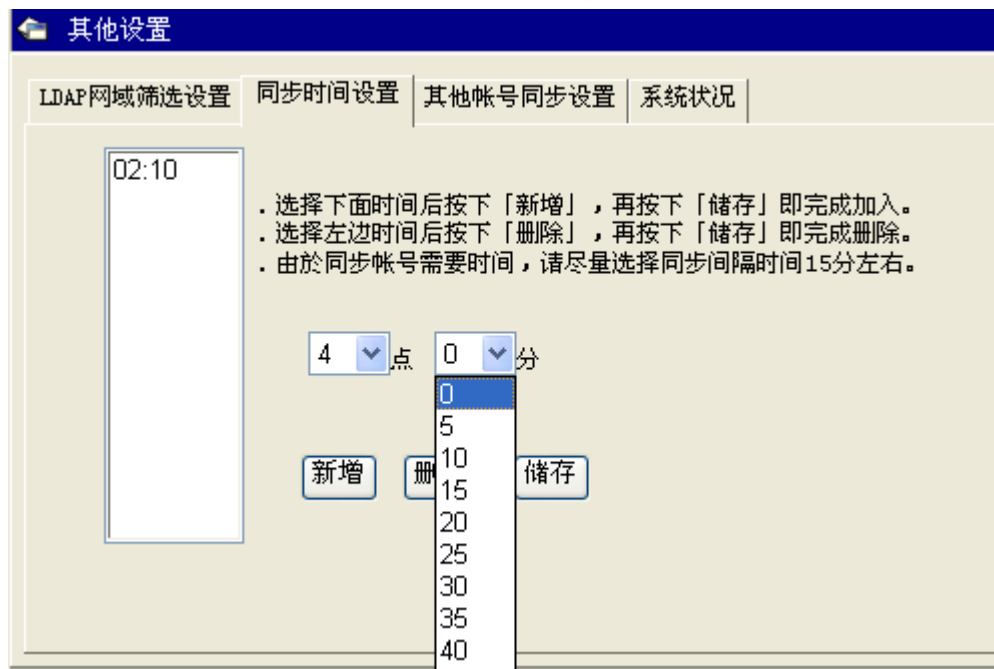 其他设置
LDAP网域筛选设置 同步时间设置 其他帐号同步设置 系统状况
02:10
. 选择下面时间后按下「新增」，再按下「储存」即完成加入。
. 选择左边时间后按下「删除」，再按下「储存」即完成删除。
. 由於同步帐号需要时间，请尽量选择同步间隔时间15分左右。
4 点 0 分
0
5
10
新增 删 储存
15
20
25
30
35
40